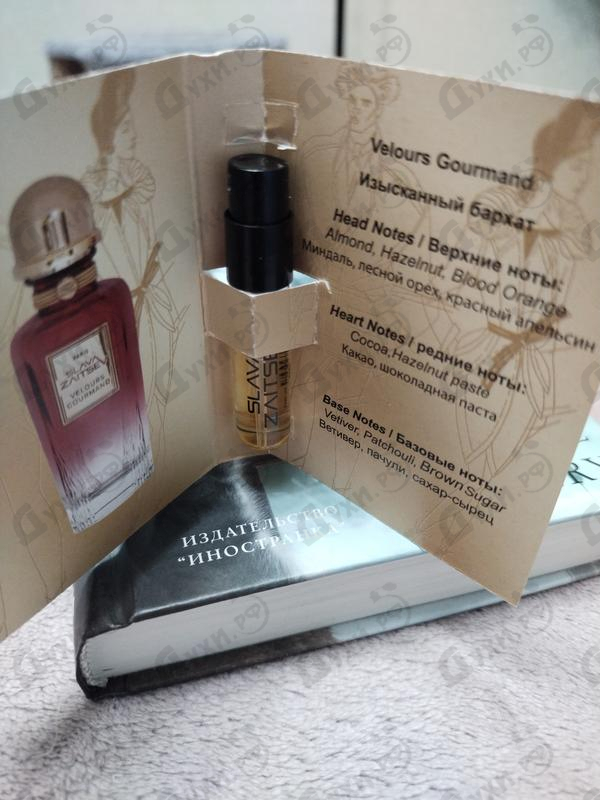 PARIS
SLAVA
ZAITSEV
VELOURS
GOURMAND
SLAVA
ZAITSEV
Velours Gourmand
Изысканный бархат
Head Notes / Верхние ноты:
Almond, Hazelnut, Blood Orange
Миндаль, лесной орех, красный апельсин
Heart Notes / редние ноты:
Cocoa, Hazelnut paste
Какао, шоколадная паста
Base Notes / Базовые ноты:
Vetiver, Patchouli, Brown Sugar
Ветивер, пачули, сахар-сырец
ИЗДАТЕЛЬСТВО
“ИНОСТРАНКА”
Духи.рф